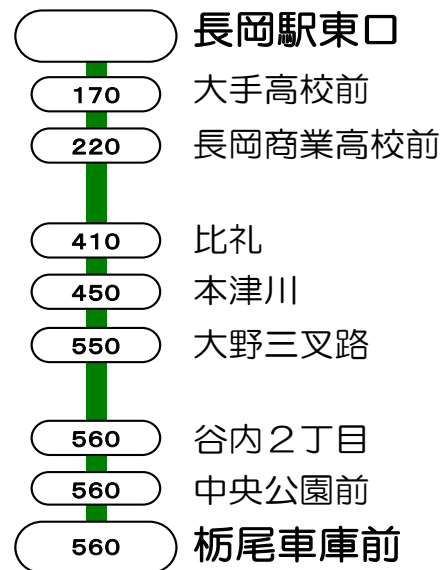 長岡駅東口
170 大手高校前
220 長岡商業高校前
410 比礼
450 本津川
550 大野三叉路
560 谷内２丁目
560 中央公園前
560 栃尾車庫前